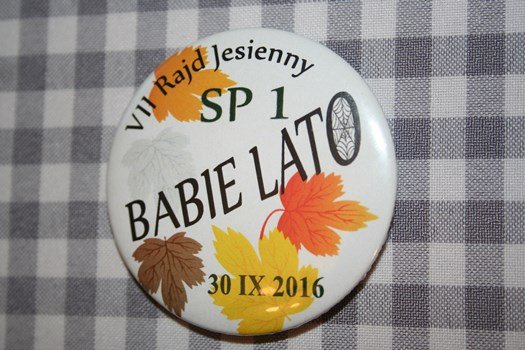 VII Rajd Jesienny
SP 1
BABIE LATO
30 IX 2016